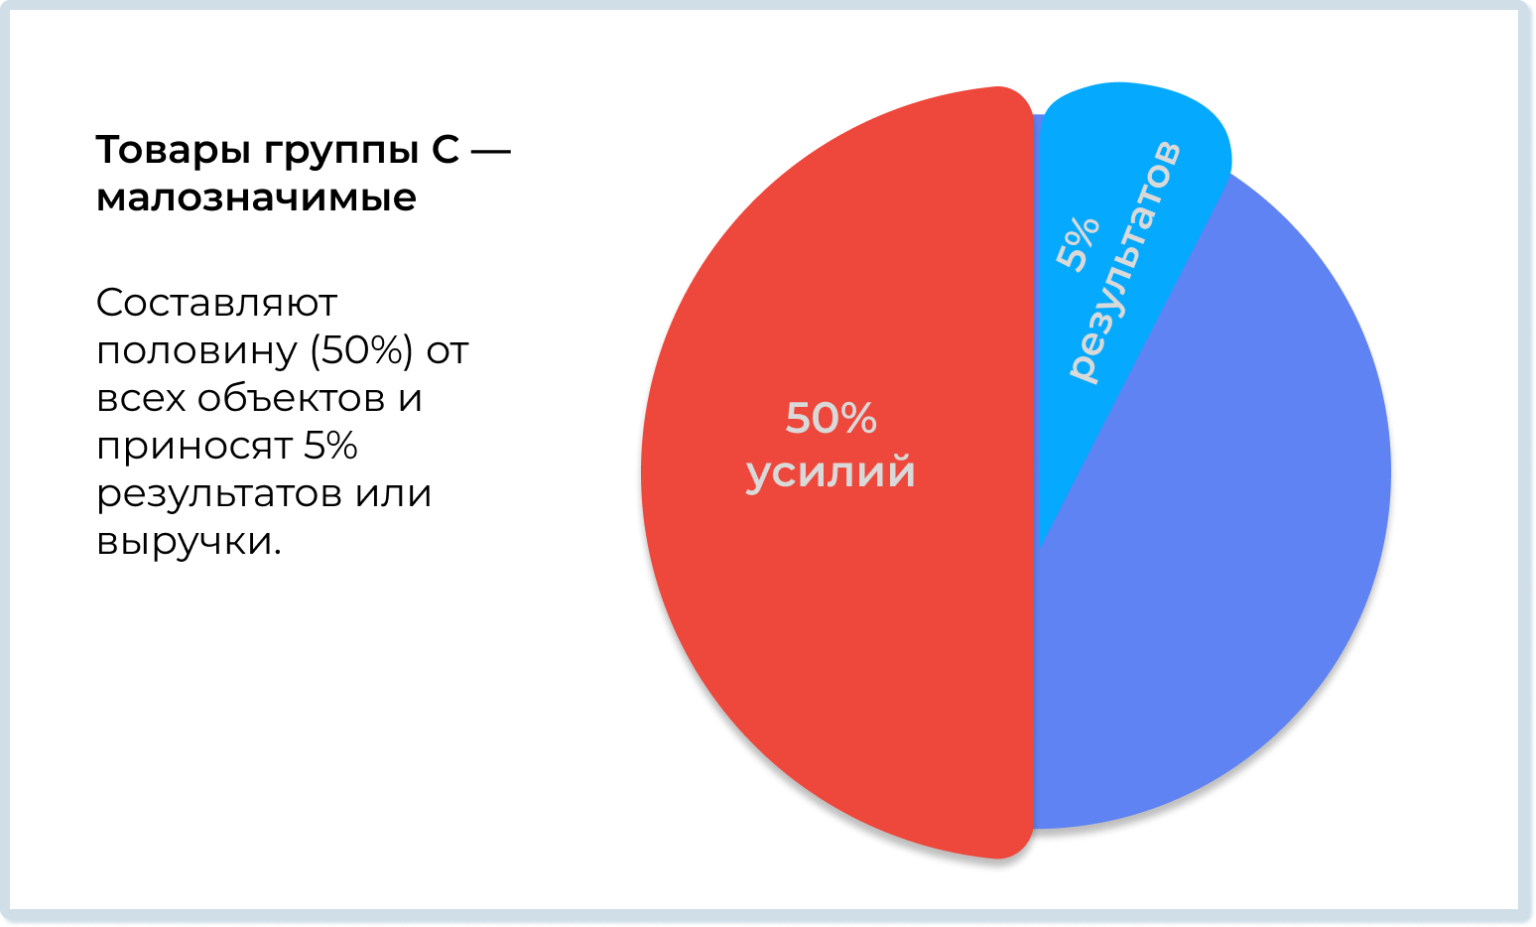 Товары группы С —
малозначимые
Составляют
половину (50%) от
всех объектов и
приносят 5%
результатов или
выручки.
50%
усилий
5%
результатов